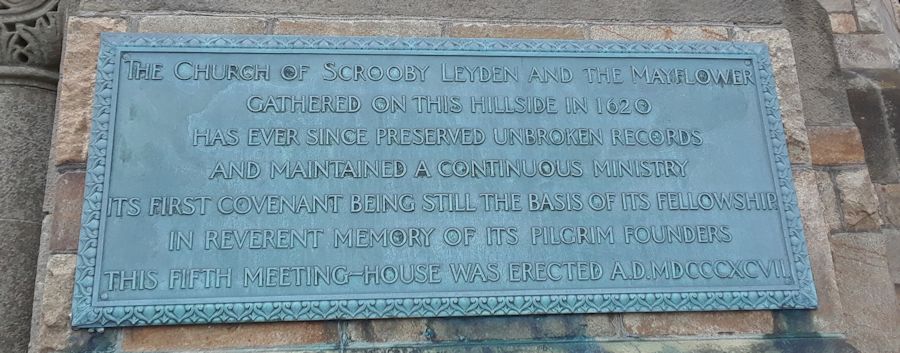 THE CHURCH OF SCROOBY LEYDEN AND THE MAYFLOWER
GATHERED ON THIS HILLSIDE IN 1620
HAS EVER SINCE PRESERVED UNBROKEN RECORDS
AND MAINTAINED A CONTINUOUS MINISTRY
ITS FIRST COVENANT BEING STILL THE BASIS OF ITS FELLOWSHIP
IN REVERENT MEMORY OF ITS PILGRIM FOUNDERS
THIS FIFTH MEETING-HOUSE WAS ERECTED A.D.MDCCCXCVII